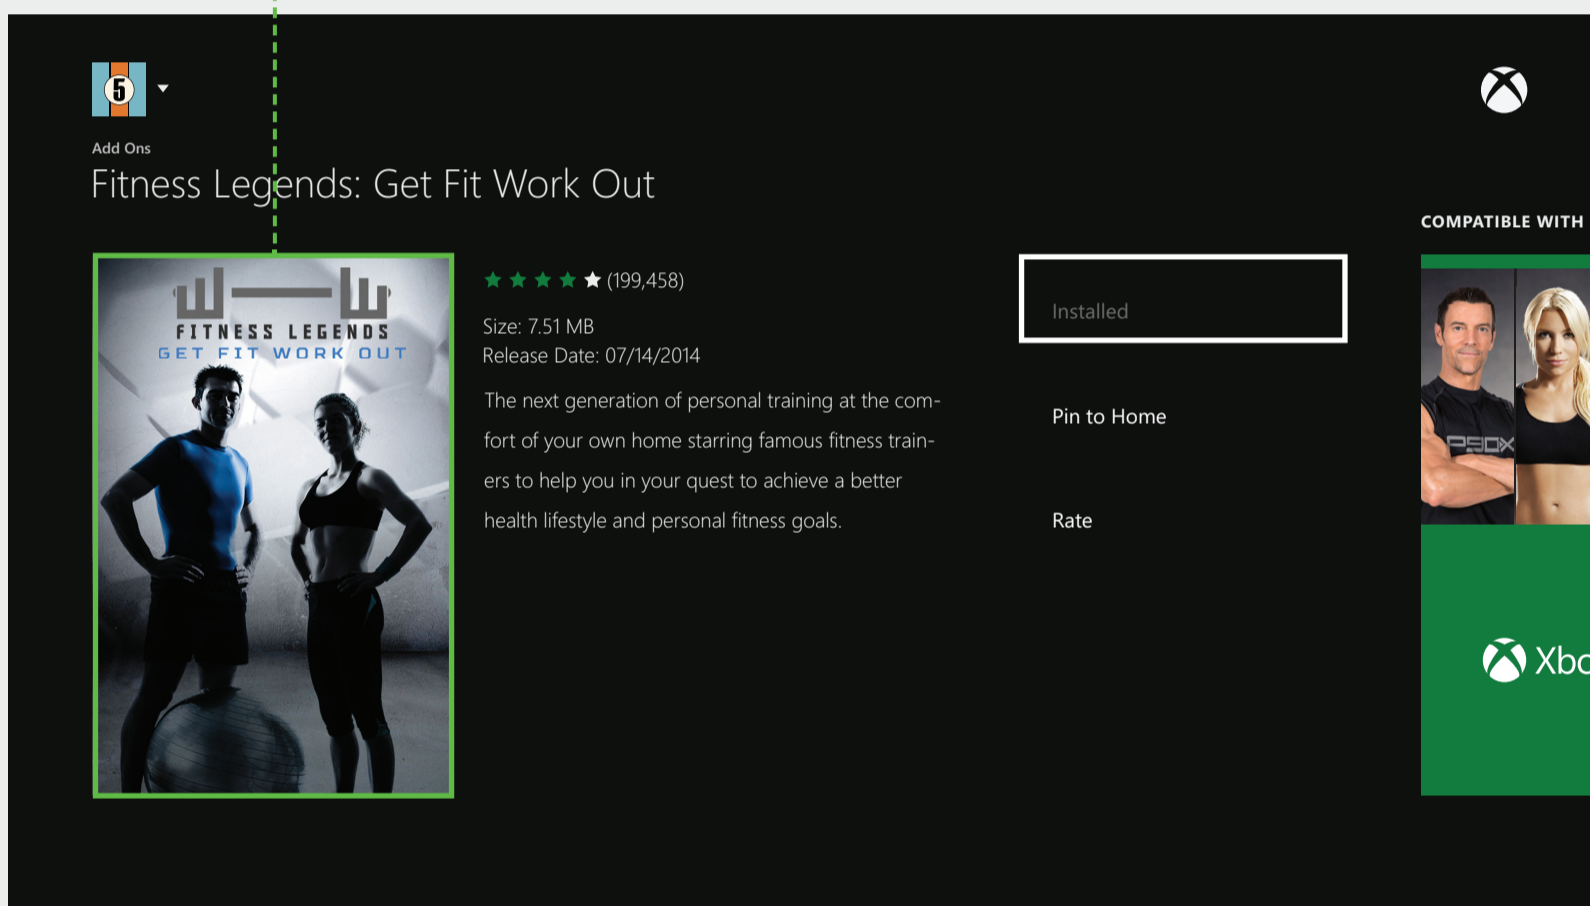 5
Add Ons
Fitness Legends: Get Fit Work Out
COMPATIBLE WITH
FITNESS LEGENDS
GET FIT WORK OUT
(199,458)
Size: 7.51 MB
Release Date: 07/14/2014
The next generation of personal training at the com-
fort of your own home starring famous fitness train-
ers to help you in your quest to achieve a better
health lifestyle and personal fitness goals.
Installed
Pin to Home
Rate
P90X